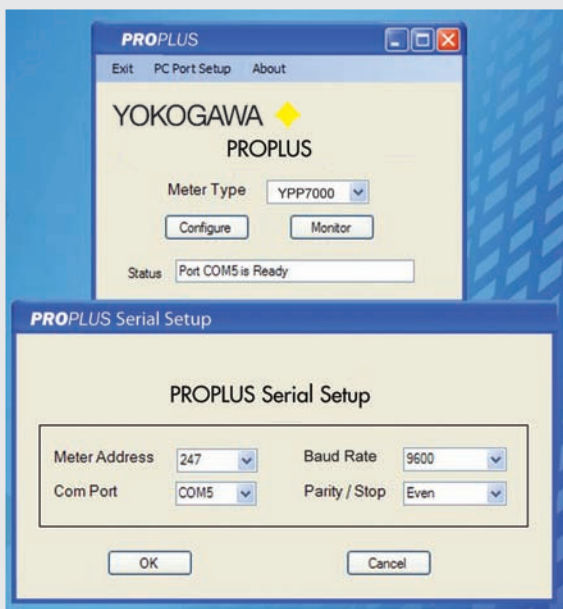 PROPLUS
Exit PC Port Setup About
YOKOGAWA
PROPLUS
Meter Type YPP7000
Configure Monitor
Status Port COM5 is Ready
PROPLUS Serial Setup
PROPLUS Serial Setup
Meter Address 247 Baud Rate 9600
Com Port COM5 Parity / Stop Even
OK Cancel